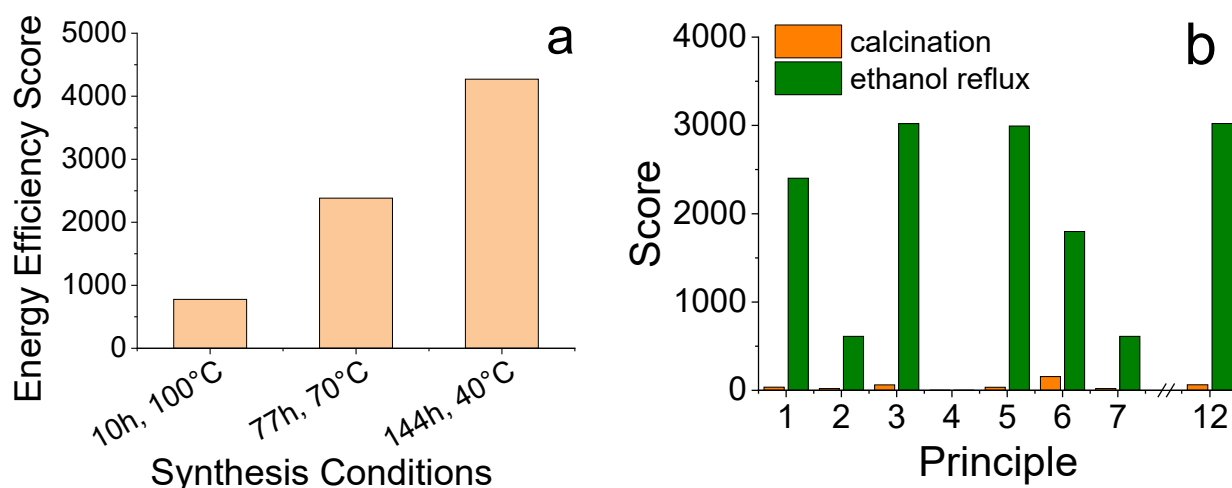 a
Energy Efficiency Score
5000
4000
3000
2000
1000
0
10h, 100°C
77h, 70°C
144h, 40°C
Synthesis Conditions
b
calcination
ethanol reflux
Score
4000
3000
2000
1000
0
1 2 3 4 5 6 7 12
Principle